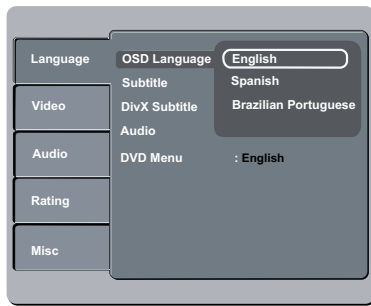 Language
Video
Audio
Rating
Misc
OSD Language
Subtitle
DivX Subtitle
Audio
DVD Menu : English
English
Spanish
Brazilian Portuguese